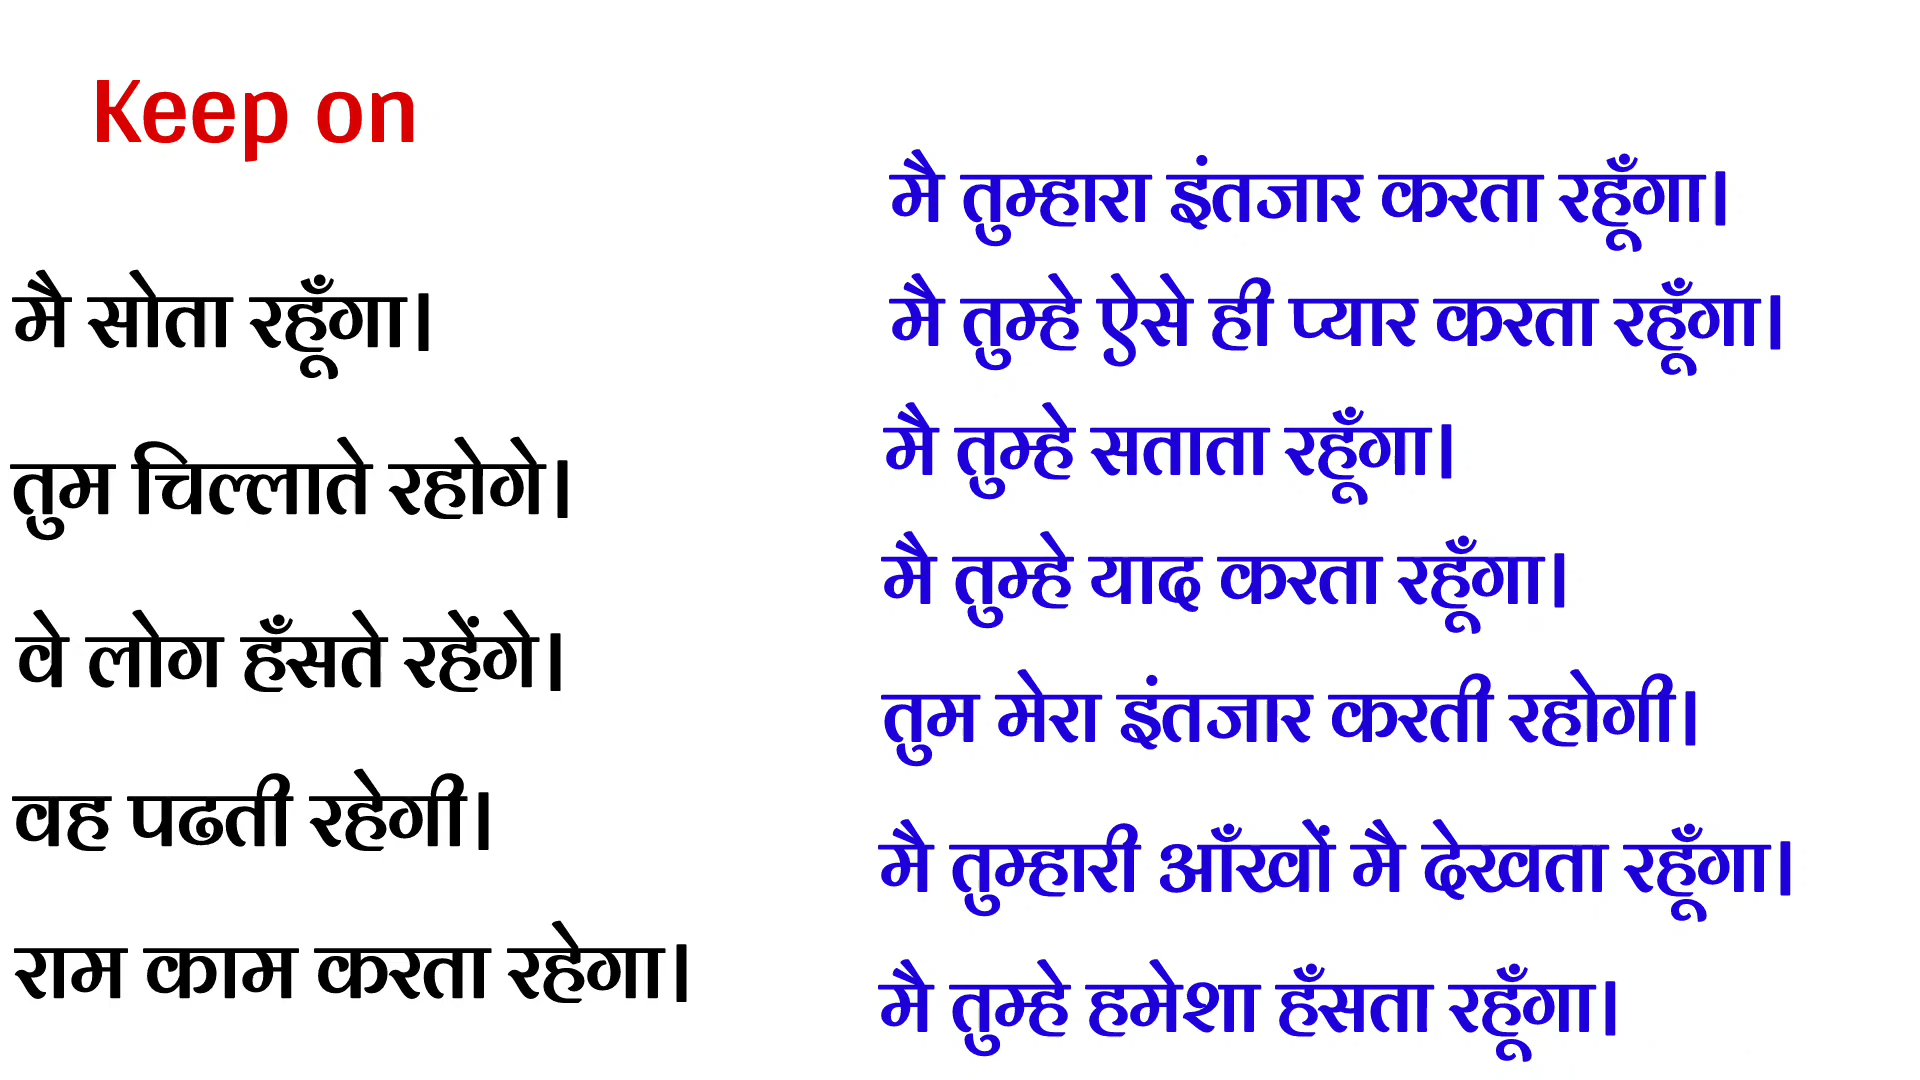 Keep on
मै सोता रहूँगा।
तुम चिल्लाते रहोगे।
वे लोग हँसते रहेंगे।
वह पढती रहेगी।
राम काम करता रहेगा।
मै तुम्हारा इंतजार करता रहूँगा।
मै तुम्हे ऐसे ही प्यार करता रहूँगा।
मै तुम्हे सताता रहूँगा।
मै तुम्हे याद करता रहूँगा।
तुम मेरा इंतजार करती रहोगी।
मै तुम्हारी आँखों मै देखता रहूँगा।
मै तुम्हे हमेशा हँसता रहूँगा।